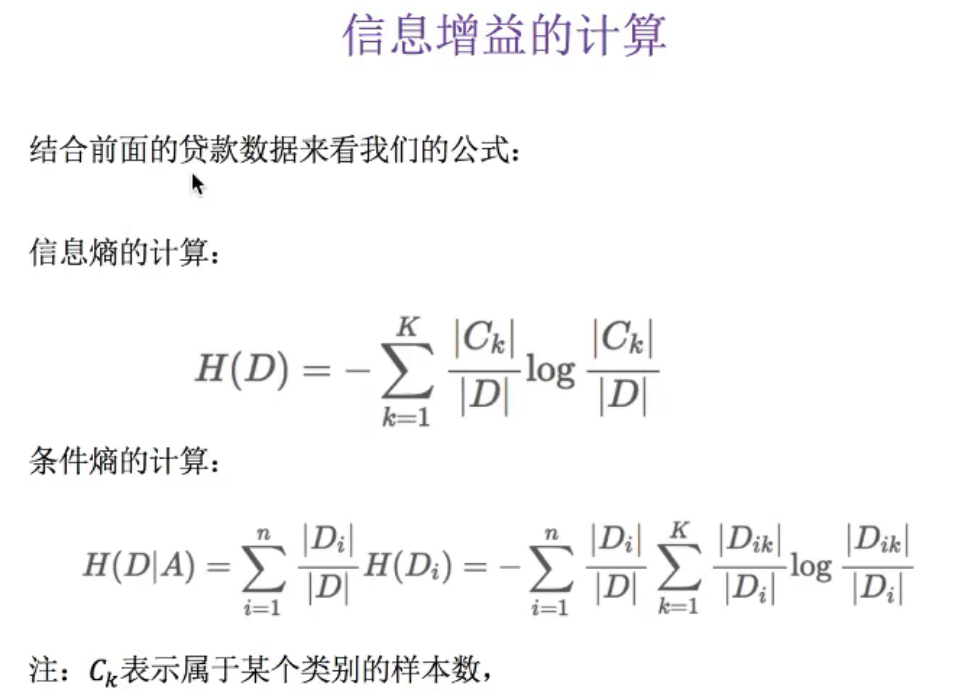 信息增益的计算
结合前面的贷款数据来看我们的公式：
信息熵的计算：
$H(D) = -\sum_{k=1}^{K} \frac{|C_k|}{|D|} \log \frac{|C_k|}{|D|}$
条件熵的计算：
$H(D|A) = \sum_{i=1}^{n} \frac{|D_i|}{|D|} H(D_i) = -\sum_{i=1}^{n} \frac{|D_i|}{|D|} \sum_{k=1}^{K} \frac{|D_{ik}|}{|D_i|} \log \frac{|D_{ik}|}{|D_i|}$
注：$C_k$表示属于某个类别的样本数，